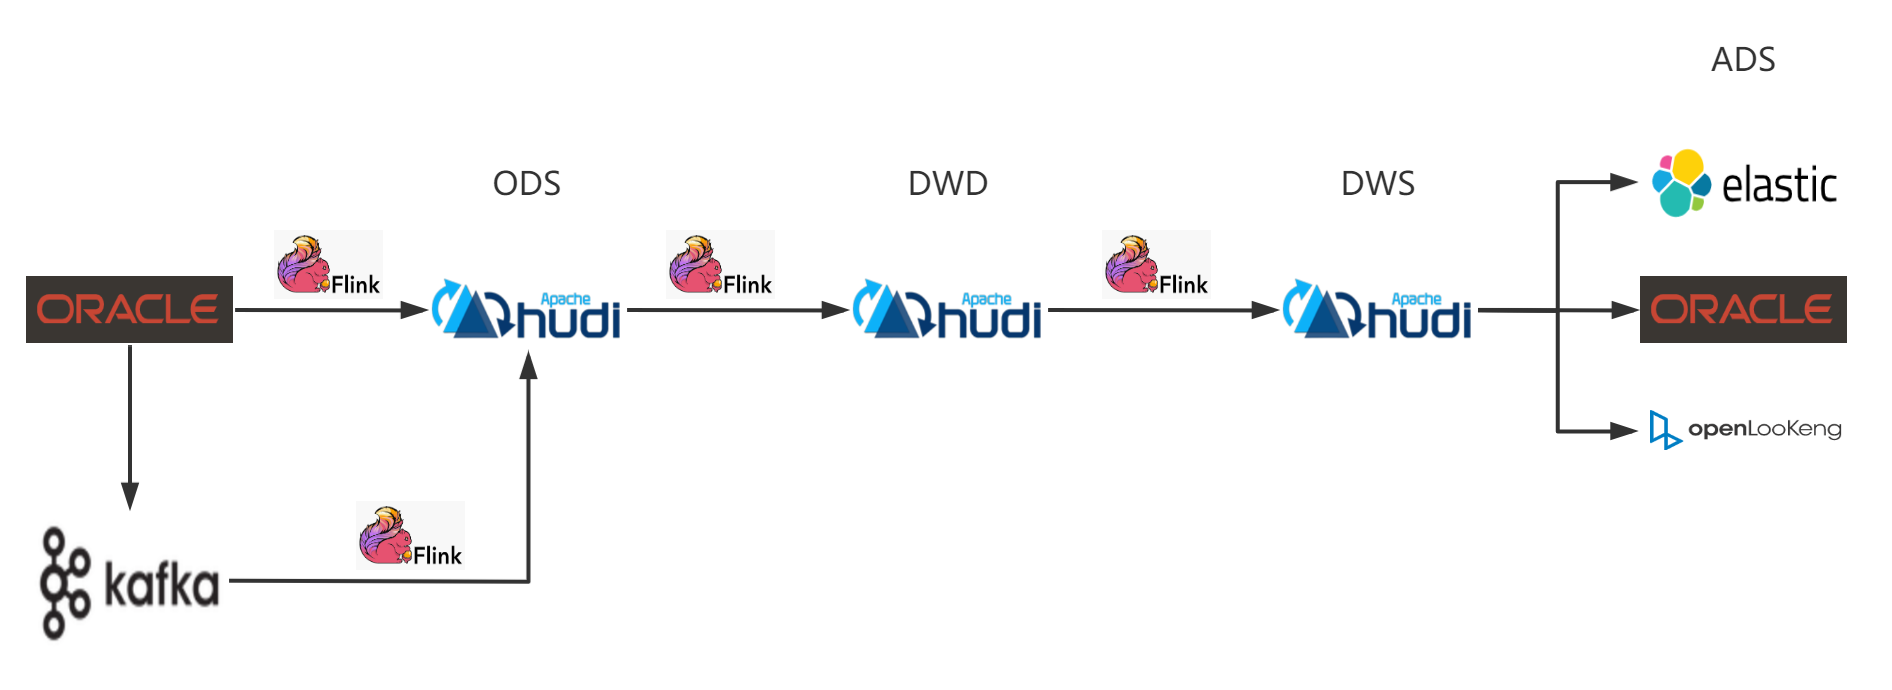 ADS
elastic
ODS
DWD
DWS
Flink
Flink
Flink
ORACLE
Apache
hudi
Apache
hudi
Apache
hudi
ORACLE
openLooKeng
Flink
kafka